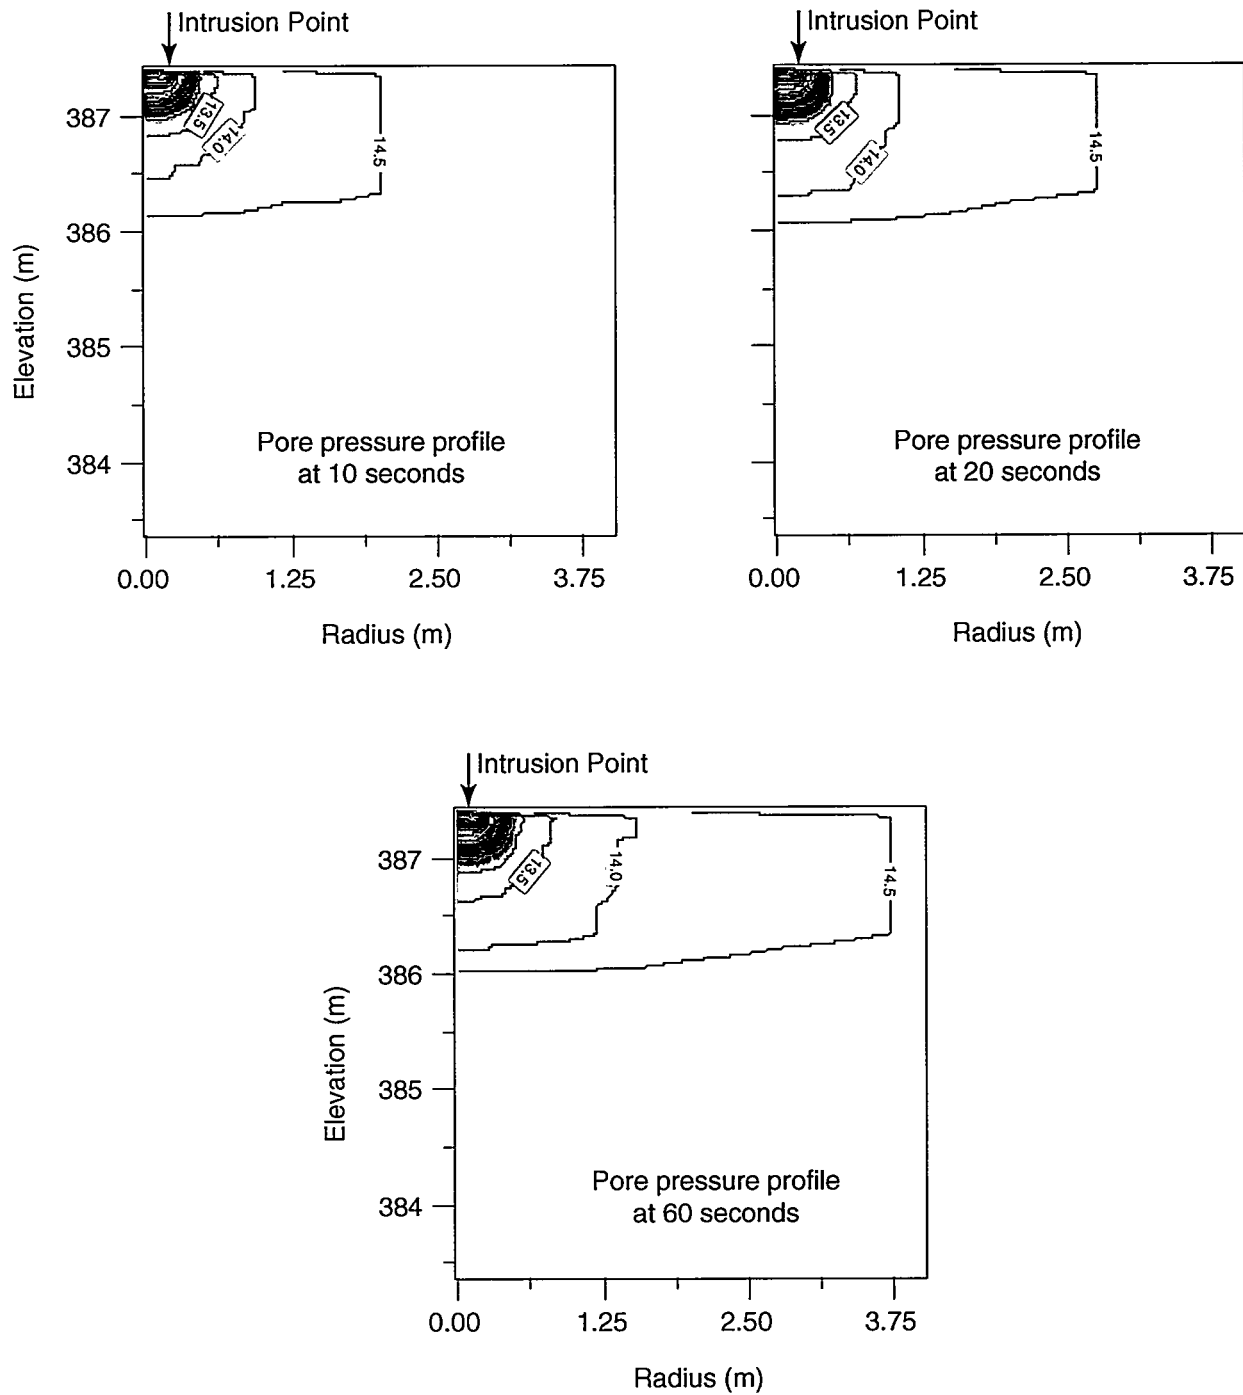 Intrusion Point
13.5
14.0
14.5
387
386
385
384
Elevation (m)
Pore pressure profile
at 10 seconds
0.00
1.25
2.50
3.75
Radius (m)
Intrusion Point
13.5
14.0
14.5
Pore pressure profile
at 20 seconds
0.00
1.25
2.50
3.75
Radius (m)
Intrusion Point
13.5
14.0
14.5
387
386
385
384
Elevation (m)
Pore pressure profile
at 60 seconds
0.00
1.25
2.50
3.75
Radius (m)